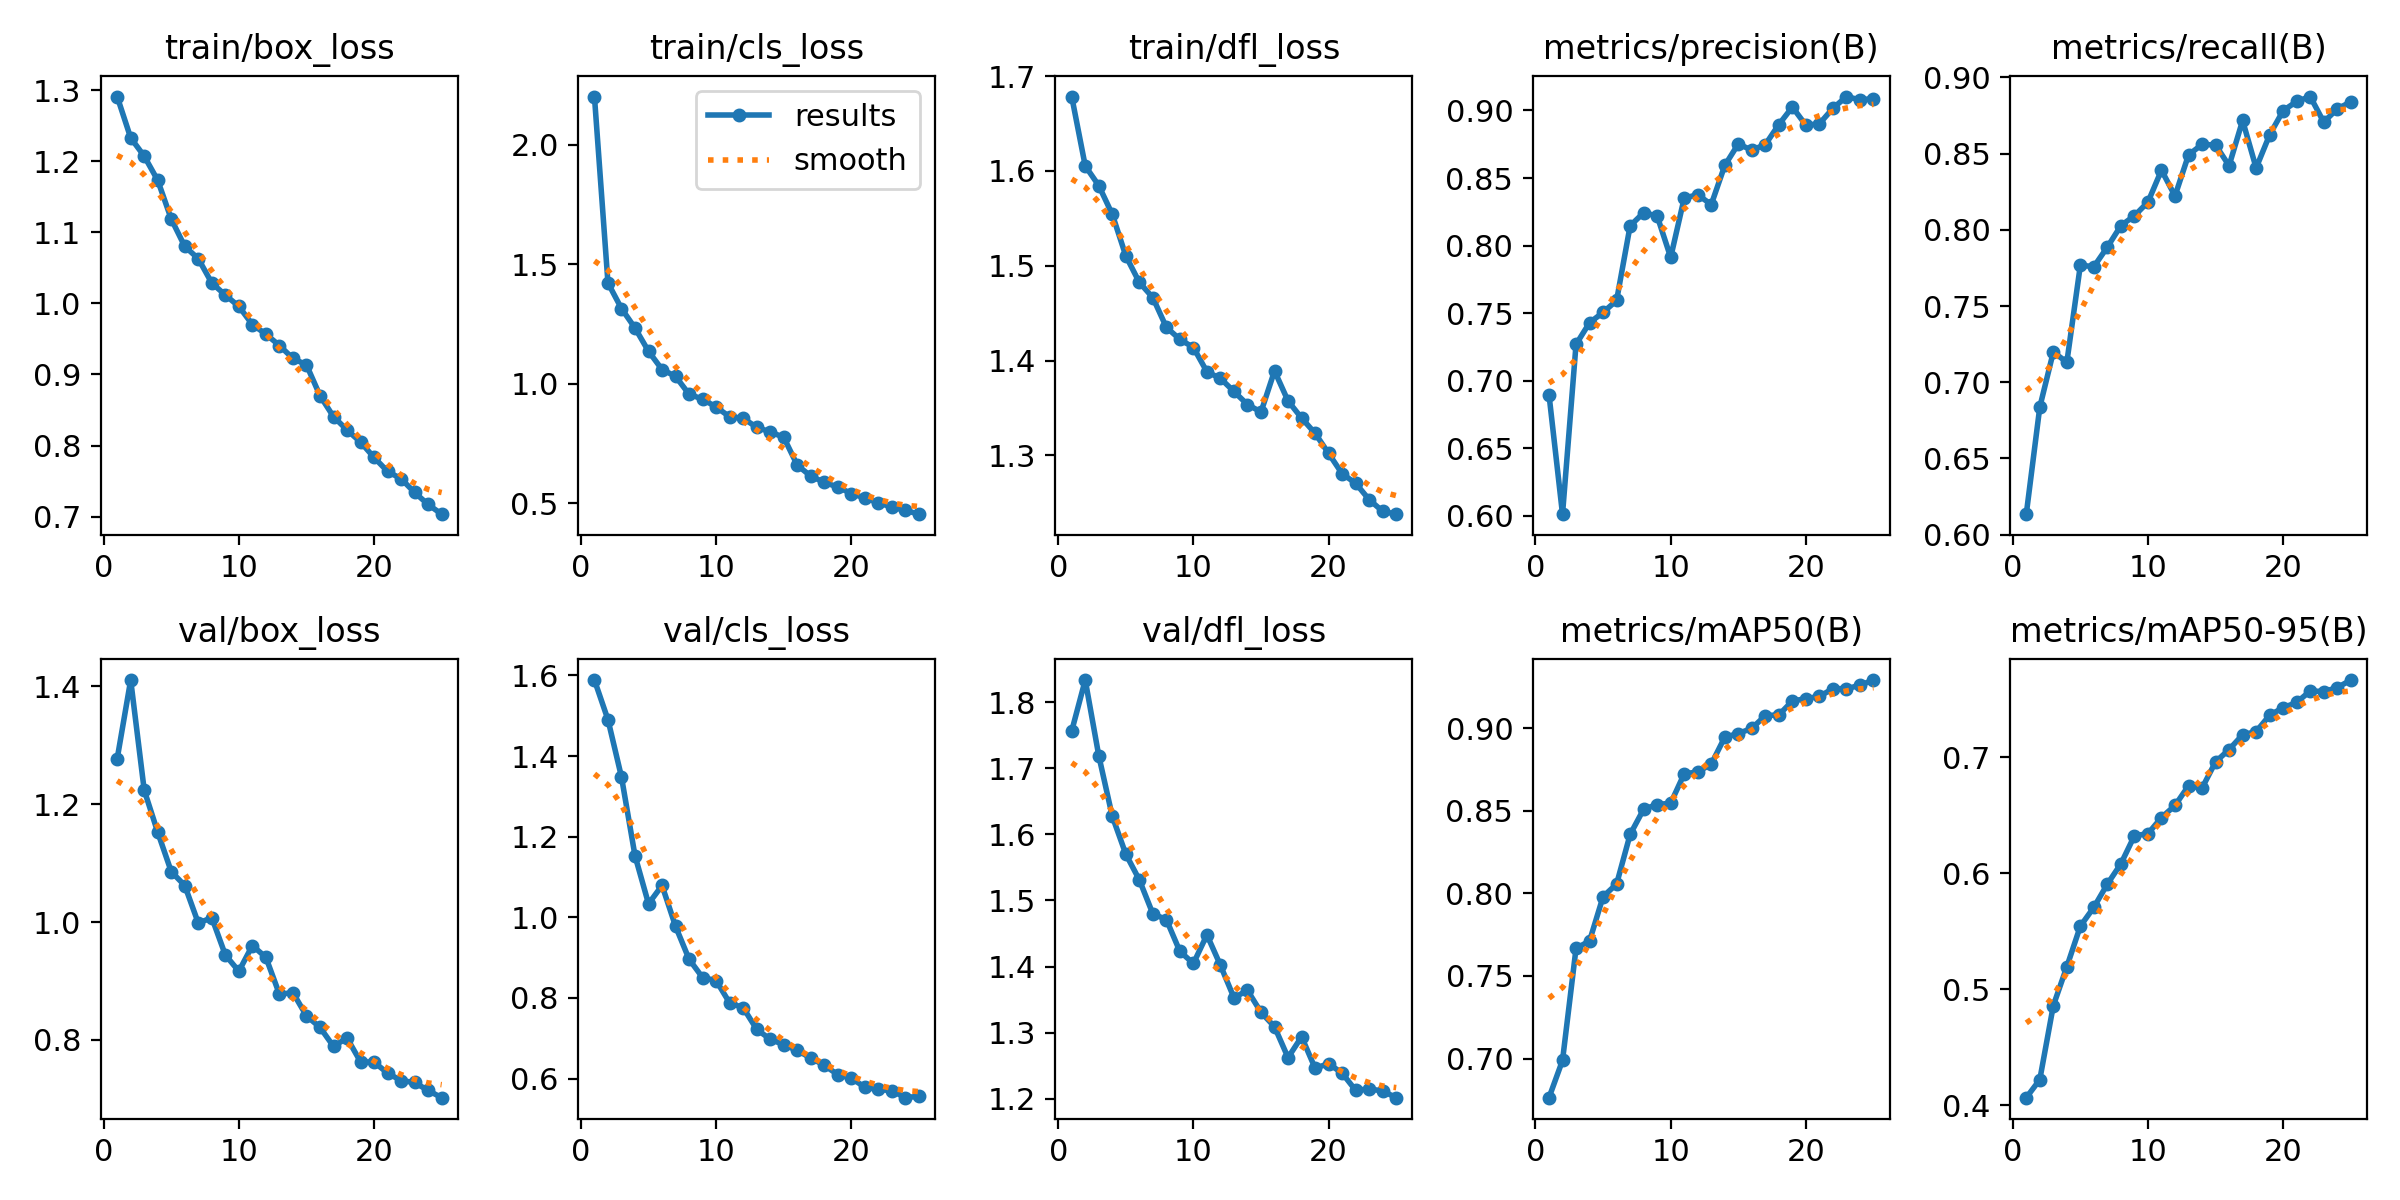 train/box_loss
1.3
1.2
1.1
1.0
0.9
0.8
0.7
0 10 20
train/cls_loss
results
smooth
2.0
1.5
1.0
0.5
0 10 20
train/dfl_loss
1.7
1.6
1.5
1.4
1.3
0 10 20
metrics/precision(B)
0.90
0.85
0.80
0.75
0.70
0.65
0.60
0 10 20
metrics/recall(B)
0.90
0.85
0.80
0.75
0.70
0.65
0.60
0 10 20
val/box_loss
1.4
1.2
1.0
0.8
0 10 20
val/cls_loss
1.6
1.4
1.2
1.0
0.8
0.6
0 10 20
val/dfl_loss
1.8
1.7
1.6
1.5
1.4
1.3
1.2
0 10 20
metrics/mAP50(B)
0.90
0.85
0.80
0.75
0.70
0 10 20
metrics/mAP50-95(B)
0.7
0.6
0.5
0.4
0 10 20